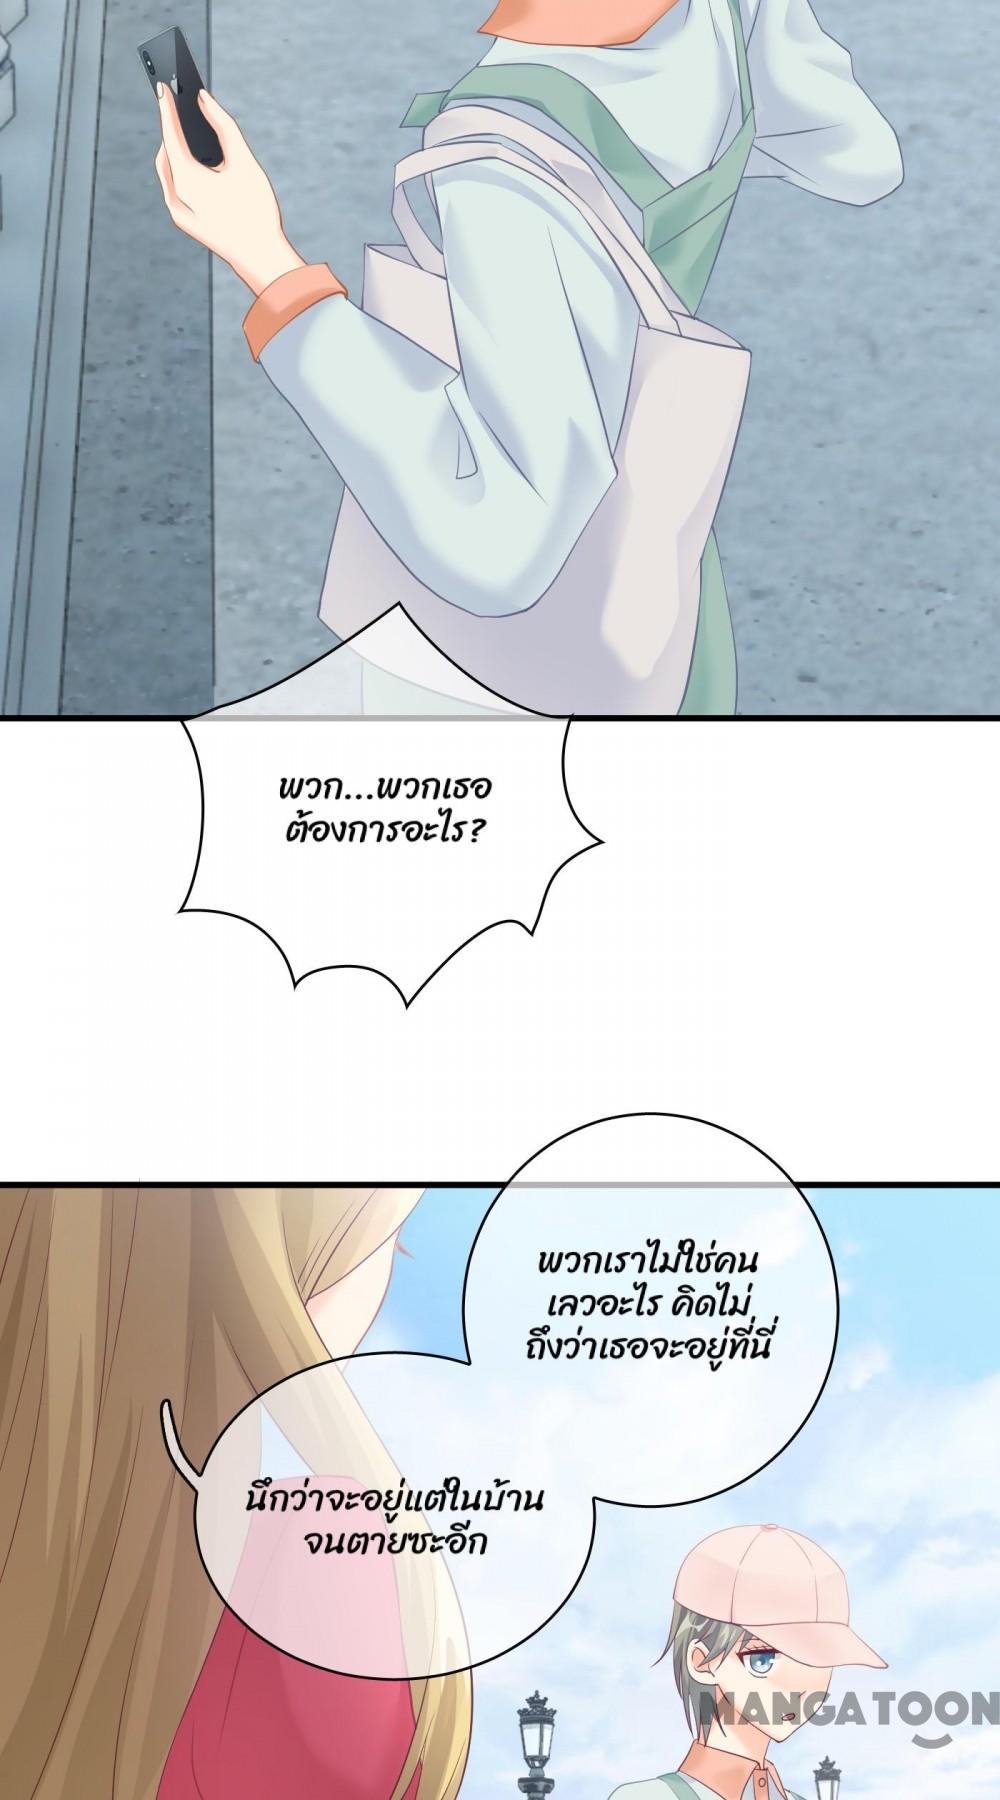 พวก...พวกเธอ
ต้องการอะไร?
พวกเราไม่ใช่คน
เลวอะไร คิดไม่
ถึงว่าเธอจะอยู่ที่นี่
นึกว่าจะอยู่แต่ในบ้าน
จนตายซะอีก
MANGATOON